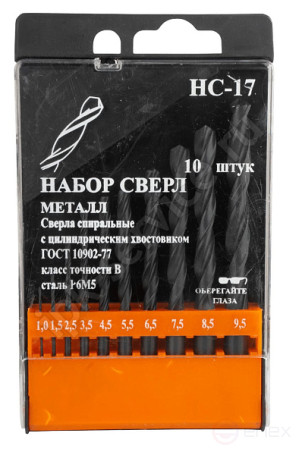 НС-17
10 штук
НАБОР СВЕРЛ
МЕТАЛЛ
Сверла спиральные
с цилиндрическим хвостовиком
ГОСТ 10902-77
класс точности В
сталь Р6М5
ОБЕРЕГАЙТЕ
ГЛАЗА
1,0 1,5 2,5 3,5 4,5 5,5 6,5 7,5 8,5 9,5
EMEX